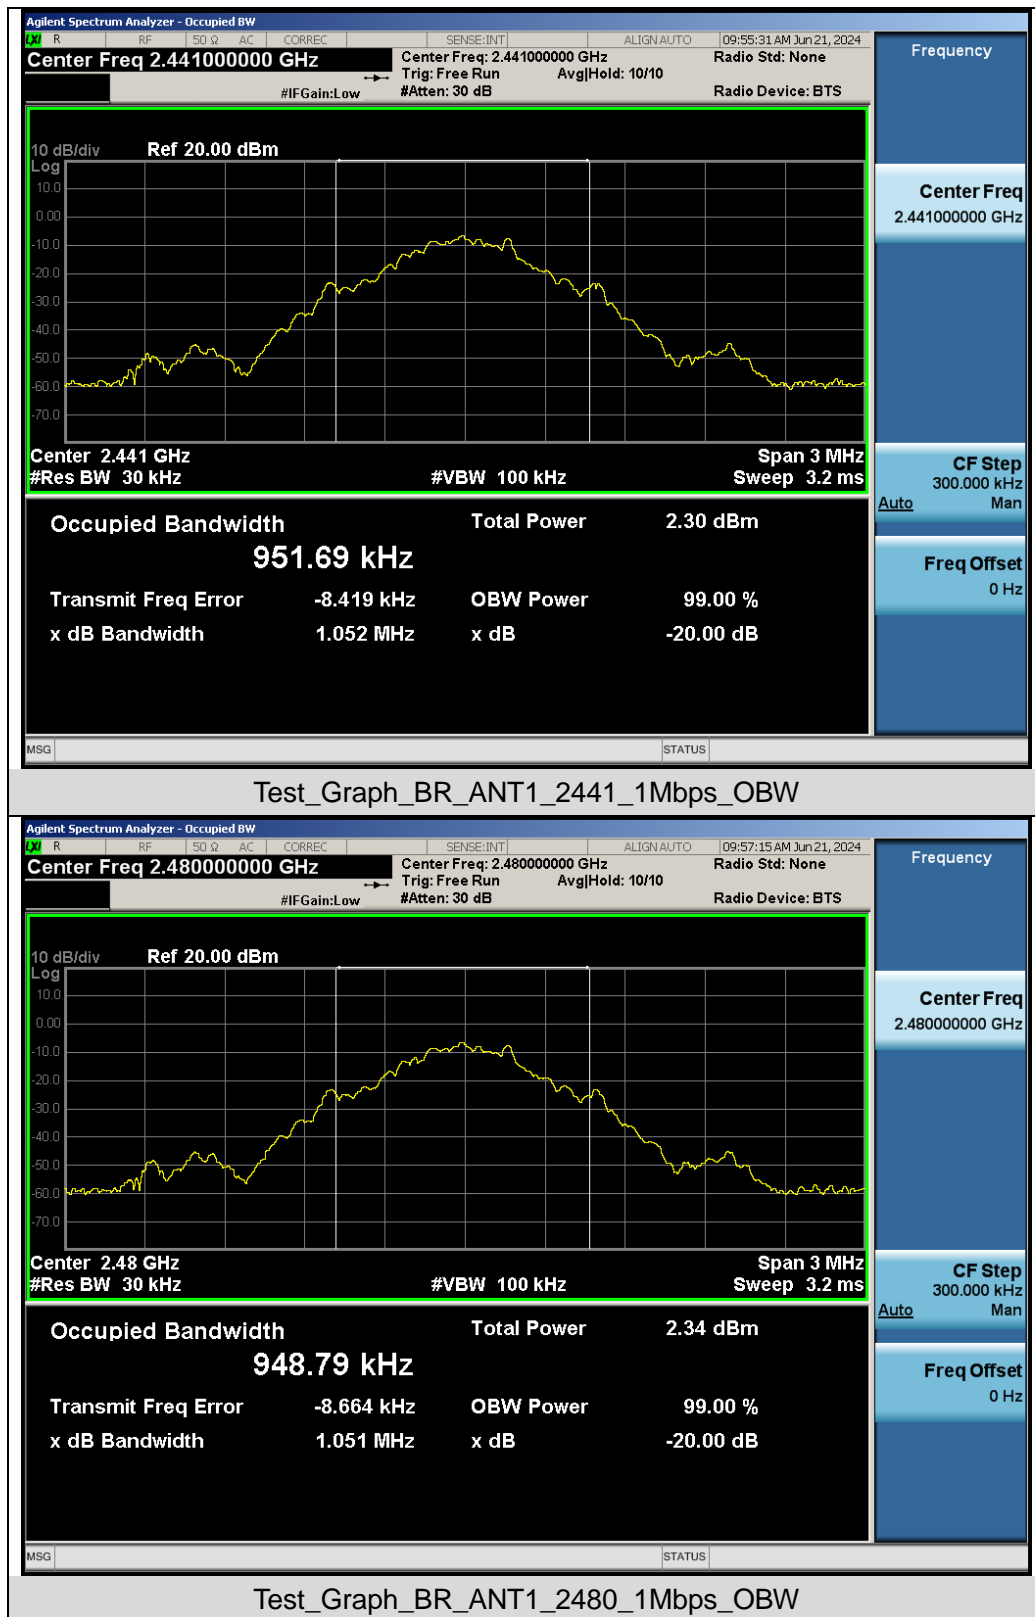 Agilent Spectrum Analyzer - Occupied BW
LXI R RF 50 Ω AC CORREC SENSE:INT ALIGN AUTO 09:55:31 AM Jun 21, 2024
Center Freq 2.441000000 GHz
Center Freq: 2.441000000 GHz
Radio Std: None
Trig: Free Run Avg|Hold: 10/10
#IFGain:Low #Atten: 30 dB Radio Device: BTS
Frequency
10 dB/div Ref 20.00 dBm
Log
10.0
0.00
-10.0
-20.0
-30.0
-40.0
-50.0
-60.0
-70.0
Center Freq
2.441000000 GHz
Center 2.441 GHz Span 3 MHz
#Res BW 30 kHz #VBW 100 kHz Sweep 3.2 ms
CF Step
300.000 kHz
Auto Man
Occupied Bandwidth Total Power 2.30 dBm
951.69 kHz
Transmit Freq Error -8.419 kHz OBW Power 99.00 %
x dB Bandwidth 1.052 MHz x dB -20.00 dB
Freq Offset
0 Hz
MSG STATUS
Test_Graph_BR_ANT1_2441_1Mbps_OBW
Agilent Spectrum Analyzer - Occupied BW
LXI R RF 50 Ω AC CORREC SENSE:INT ALIGN AUTO 09:57:15 AM Jun 21, 2024
Center Freq 2.480000000 GHz
Center Freq: 2.480000000 GHz
Radio Std: None
Trig: Free Run Avg|Hold: 10/10
#IFGain:Low #Atten: 30 dB Radio Device: BTS
Frequency
10 dB/div Ref 20.00 dBm
Log
10.0
0.00
-10.0
-20.0
-30.0
-40.0
-50.0
-60.0
-70.0
Center Freq
2.480000000 GHz
Center 2.48 GHz Span 3 MHz
#Res BW 30 kHz #VBW 100 kHz Sweep 3.2 ms
CF Step
300.000 kHz
Auto Man
Occupied Bandwidth Total Power 2.34 dBm
948.79 kHz
Transmit Freq Error -8.664 kHz OBW Power 99.00 %
x dB Bandwidth 1.051 MHz x dB -20.00 dB
Freq Offset
0 Hz
MSG STATUS
Test_Graph_BR_ANT1_2480_1Mbps_OBW